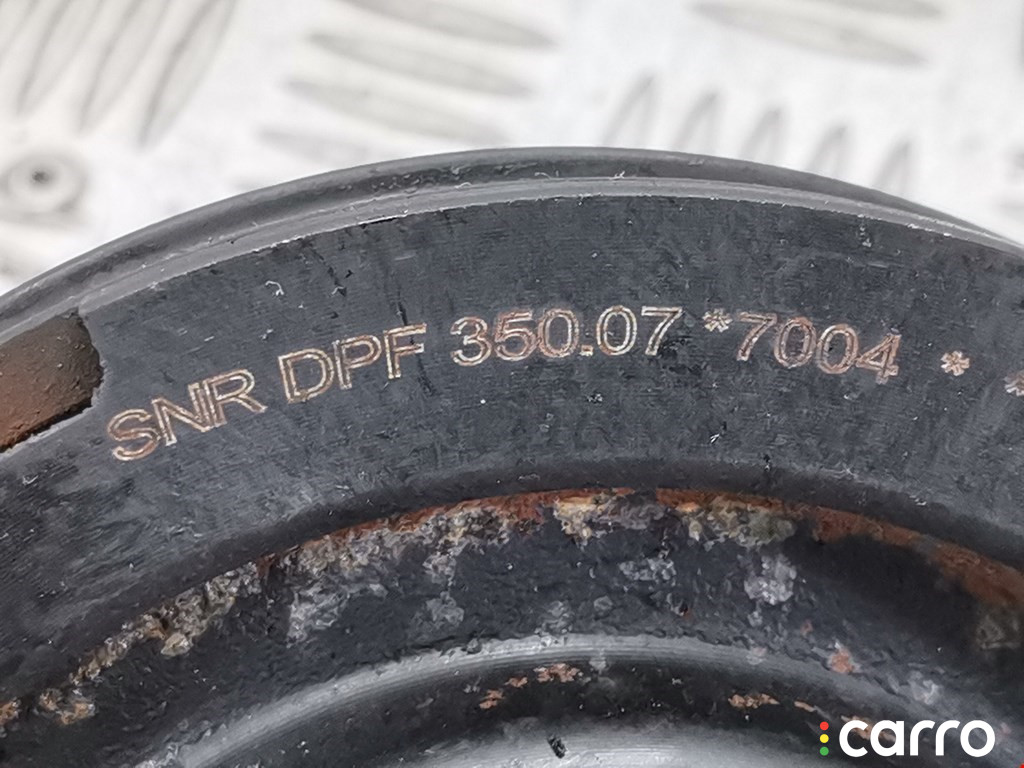 SNR DPF 350.07 *7004 * *
carro